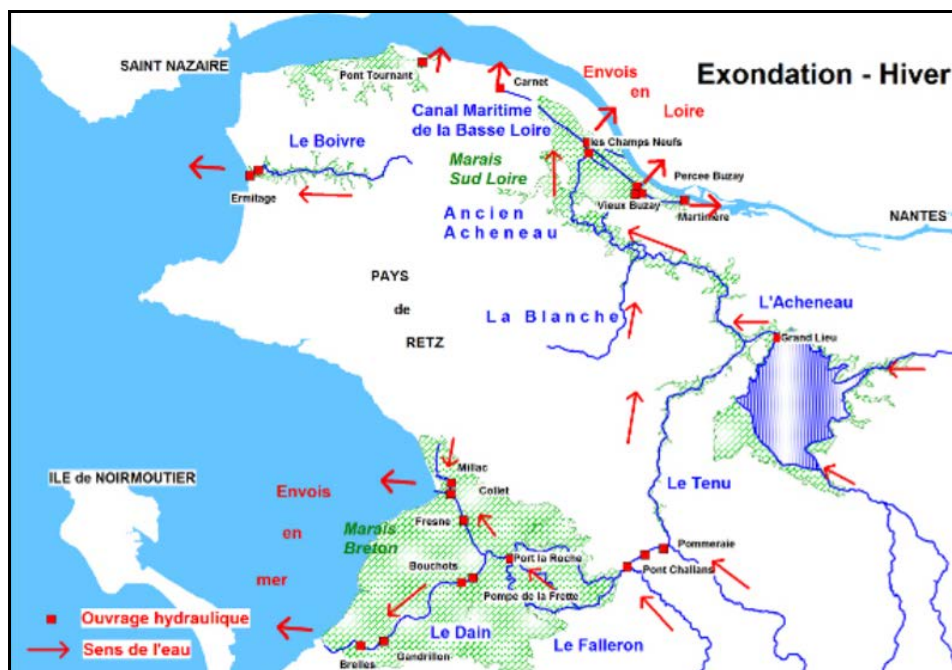 Exondation - Hiver
SAINT NAZAIRE
Pont Tournant
Carnet
Envois
en
Loire
Canal Maritime
de la Basse Loire
Le Boivre
les Champs Neufs
Marais
Sud Loire
Percee Buzay
Ermitage
Vieux Buzay
Martiniere
NANTES
Ancien
Acheneau
PAYS
de
RETZ
La Blanche
L'Acheneau
Grand Lieu
ILE de NOIRMOUTIER
Millac
Collet
Envois
en
mer
Le Tenu
Fresne
Marais
Breton
Pommeraie
Port la Roche
Bouchots
Pont Challans
Pompe de la Frette
Ouvrage hydraulique
Le Dain
Le Falleron
Sens de l'eau
Gandrillon
Brelles